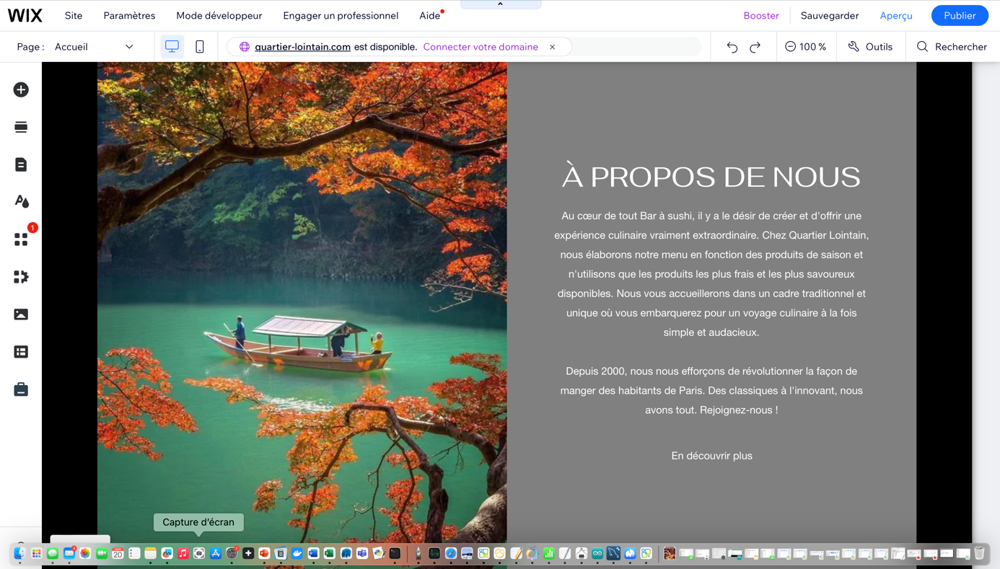 WIX Site Paramètres Mode développeur Engager un professionnel Aide Booster Sauvegarder Aperçu Publier
Page : Accueil quartier-lointain.com est disponible. Connecter votre domaine 100 % Outils Rechercher
1
À PROPOS DE NOUS
Au cœur de tout Bar à sushi, il y a le désir de créer et d'offrir une
expérience culinaire vraiment extraordinaire. Chez Quartier Lointain,
nous élaborons notre menu en fonction des produits de saison et
n'utilisons que les produits les plus frais et les plus savoureux
disponibles. Nous vous accueillerons dans un cadre traditionnel et
unique où vous embarquerez pour un voyage culinaire à la fois
simple et audacieux.
Depuis 2000, nous nous efforçons de révolutionner la façon de
manger des habitants de Paris. Des classiques à l'innovant, nous
avons tout. Rejoignez-nous !
En découvrir plus
Capture d'écran
20